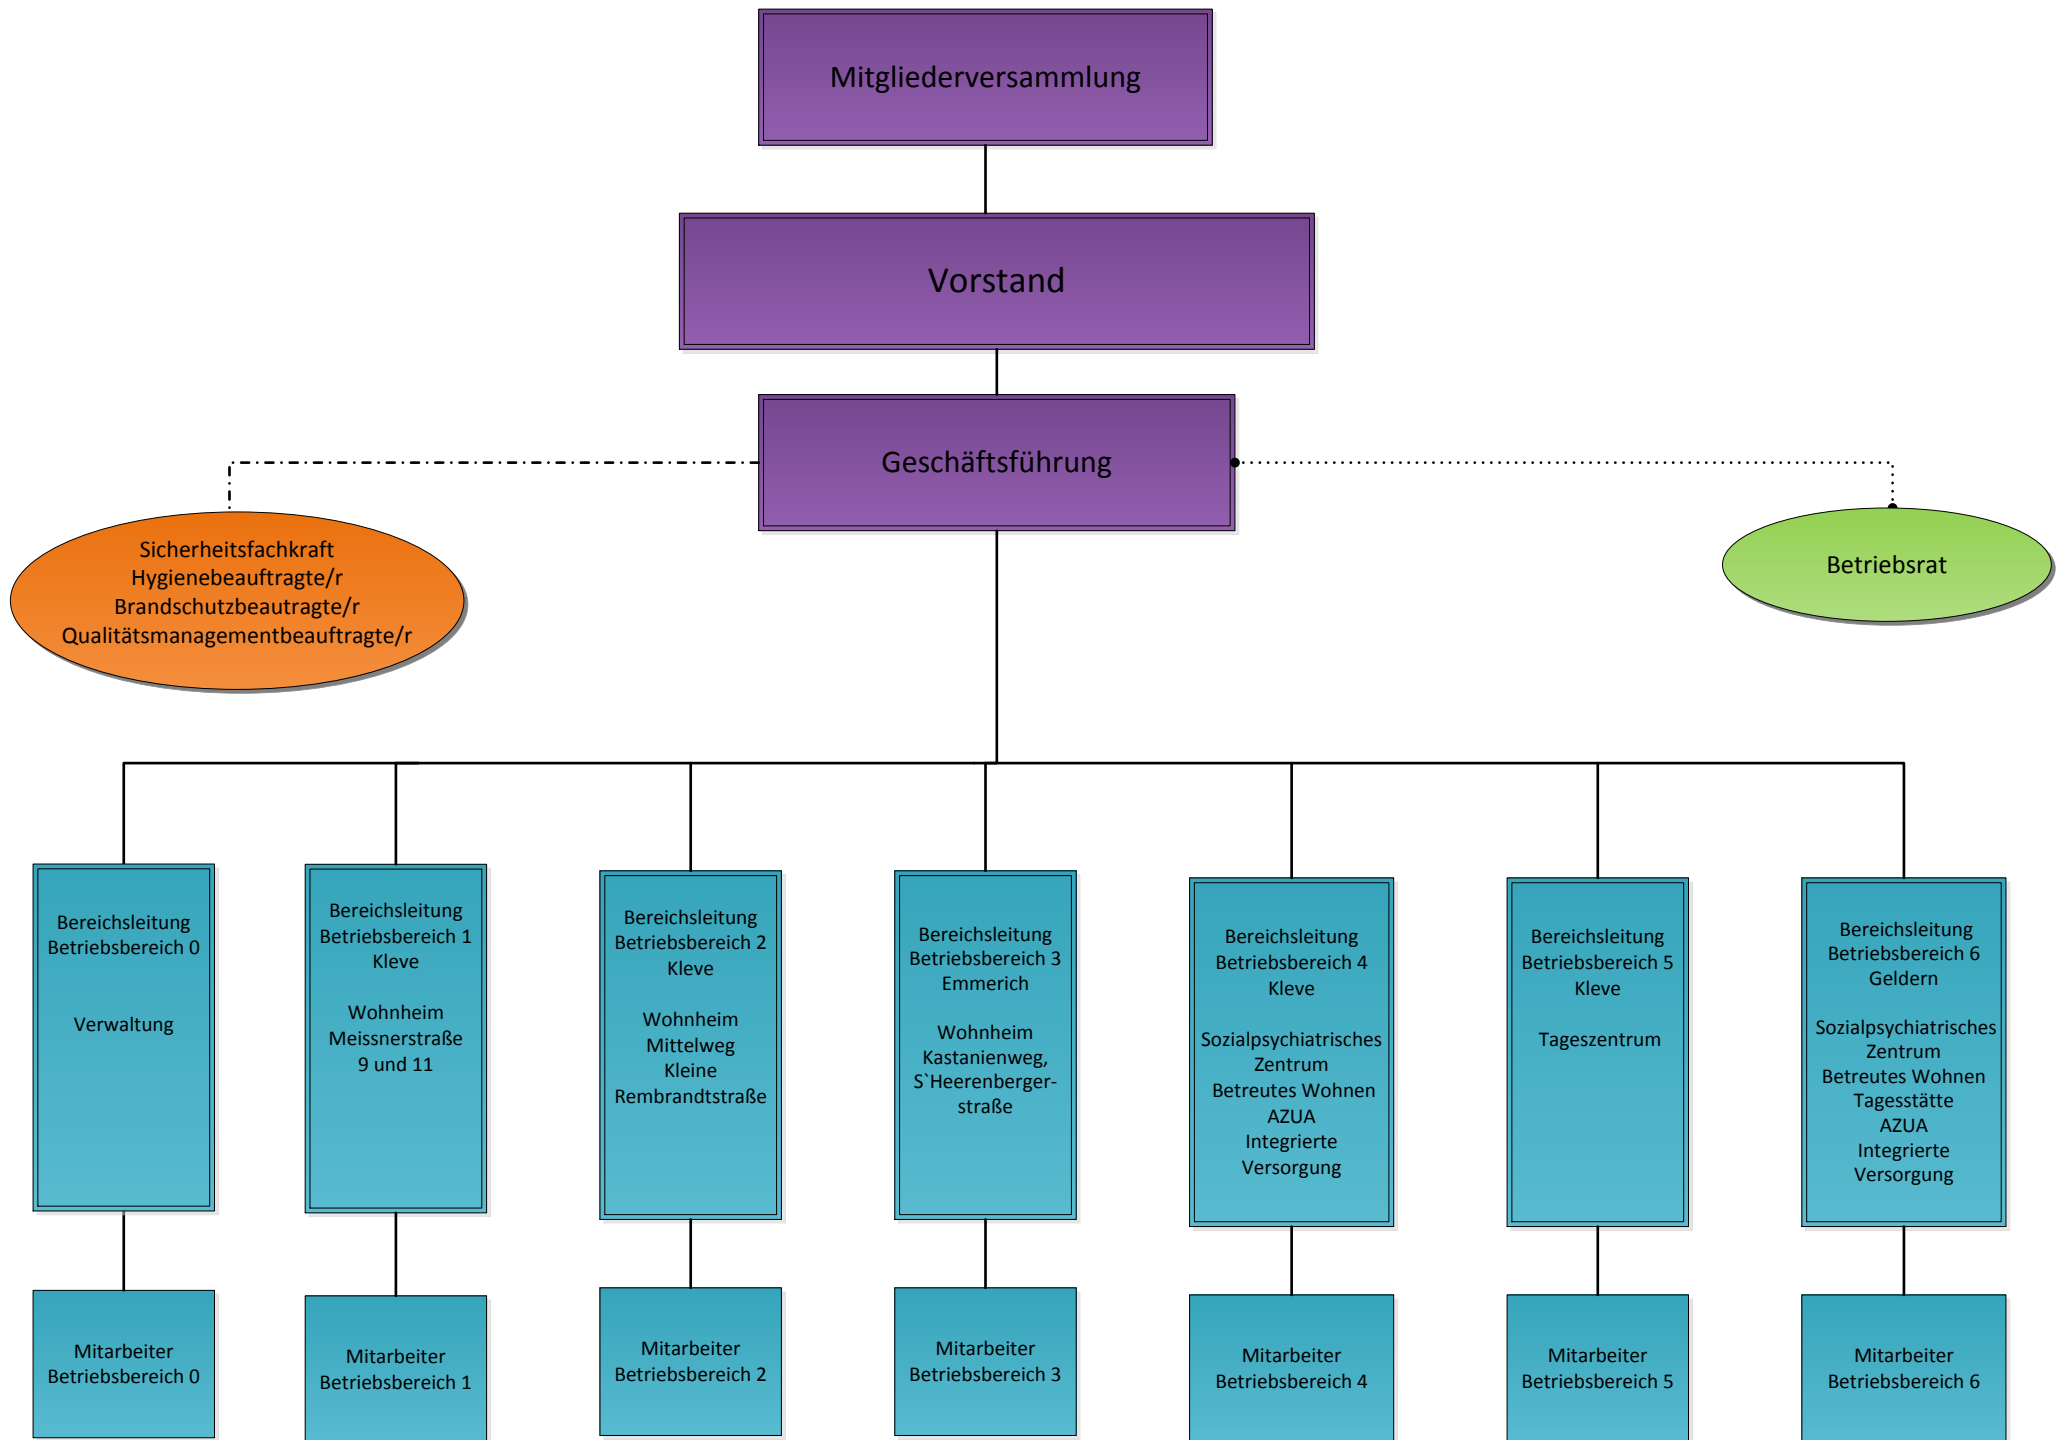 Mitgliederversammlung
Vorstand
Geschäftsführung
Sicherheitsfachkraft
Hygienebeauftragte/r
Brandschutzbeautragte/r
Qualitätsmanagementbeauftragte/r
Betriebsrat
Bereichsleitung
Betriebsbereich 0
Verwaltung
Bereichsleitung
Betriebsbereich 1
Kleve
Wohnheim
Meissnerstraße
9 und 11
Bereichsleitung
Betriebsbereich 2
Kleve
Wohnheim
Mittelweg
Kleine
Rembrandtstraße
Bereichsleitung
Betriebsbereich 3
Emmerich
Wohnheim
Kastanienweg,
S`Heerenberger-
straße
Bereichsleitung
Betriebsbereich 4
Kleve
Sozialpsychiatrisches
Zentrum
Betreutes Wohnen
AZUA
Integrierte
Versorgung
Bereichsleitung
Betriebsbereich 5
Kleve
Tageszentrum
Bereichsleitung
Betriebsbereich 6
Geldern
Sozialpsychiatrisches
Zentrum
Betreutes Wohnen
Tagesstätte
AZUA
Integrierte
Versorgung
Mitarbeiter
Betriebsbereich 0
Mitarbeiter
Betriebsbereich 1
Mitarbeiter
Betriebsbereich 2
Mitarbeiter
Betriebsbereich 3
Mitarbeiter
Betriebsbereich 4
Mitarbeiter
Betriebsbereich 5
Mitarbeiter
Betriebsbereich 6